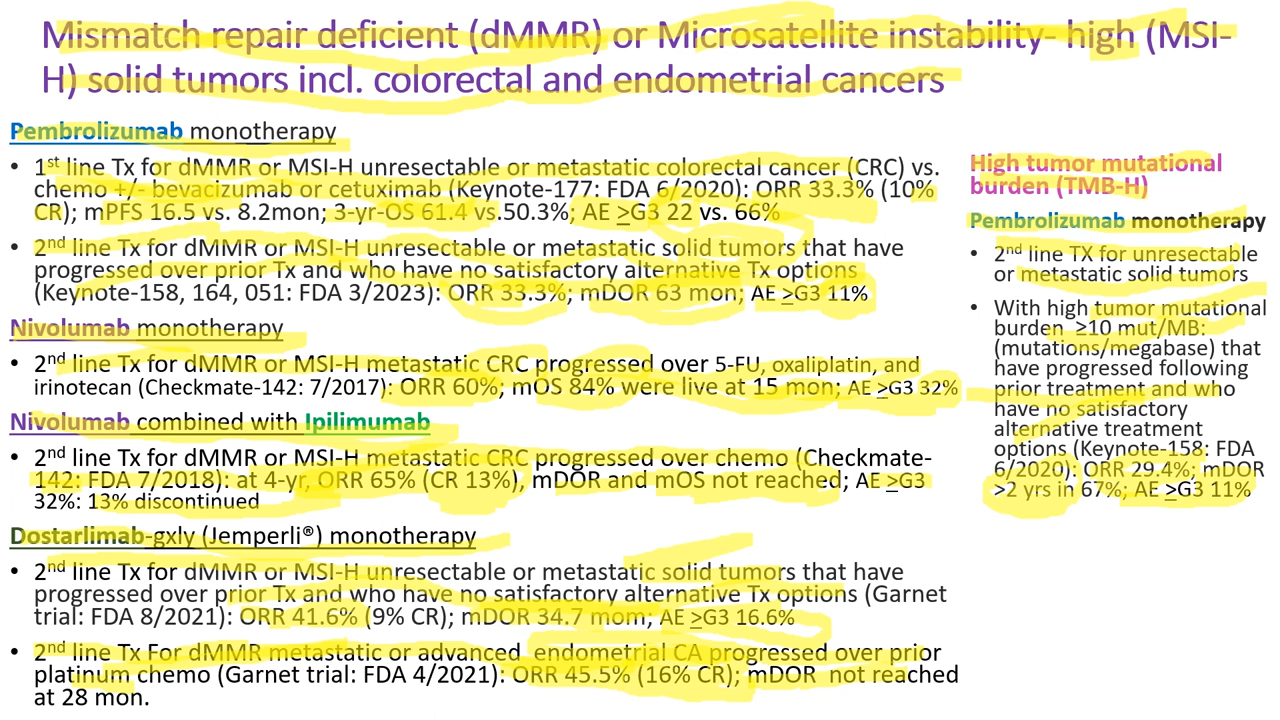 Mismatch repair deficient (dMMR) or Microsatellite instability- high (MSI-
H) solid tumors incl. colorectal and endometrial cancers
Pembrolizumab monotherapy
• 1st line Tx for dMMR or MSI-H unresectable or metastatic colorectal cancer (CRC) vs.
chemo +/- bevacizumab or cetuximab (Keynote-177: FDA 6/2020): ORR 33.3% (10%
CR); mPFS 16.5 vs. 8.2mon; 3-yr-OS 61.4 vs.50.3%; AE >G3 22 vs. 66%
• 2nd line Tx for dMMR or MSI-H unresectable or metastatic solid tumors that have
progressed over prior Tx and who have no satisfactory alternative Tx options
(Keynote-158, 164, 051: FDA 3/2023): ORR 33.3%; mDOR 63 mon; AE >G3 11%
Nivolumab monotherapy
• 2nd line Tx for dMMR or MSI-H metastatic CRC progressed over 5-FU, oxaliplatin, and
irinotecan (Checkmate-142: 7/2017): ORR 60%; mOS 84% were live at 15 mon; AE >G3 32%
Nivolumab combined with Ipilimumab
• 2nd line Tx for dMMR or MSI-H metastatic CRC progressed over chemo (Checkmate-
142: FDA 7/2018): at 4-yr, ORR 65% (CR 13%), mDOR and mOS not reached; AE >G3
32%: 13% discontinued
Dostarlimab-gxly (Jemperli®) monotherapy
• 2nd line Tx for dMMR or MSI-H unresectable or metastatic solid tumors that have
progressed over prior Tx and who have no satisfactory alternative Tx options (Garnet
trial: FDA 8/2021): ORR 41.6% (9% CR); mDOR 34.7 mom; AE >G3 16.6%
• 2nd line Tx For dMMR metastatic or advanced endometrial CA progressed over prior
platinum chemo (Garnet trial: FDA 4/2021): ORR 45.5% (16% CR); mDOR not reached
at 28 mon.
High tumor mutational
burden (TMB-H)
Pembrolizumab monotherapy
• 2nd line TX for unresectable
or metastatic solid tumors
• With high tumor mutational
burden ≥10 mut/MB:
(mutations/megabase) that
have progressed following
prior treatment and who
have no satisfactory
alternative treatment
options (Keynote-158: FDA
6/2020): ORR 29.4%; mDOR
>2 yrs in 67%; AE >G3 11%